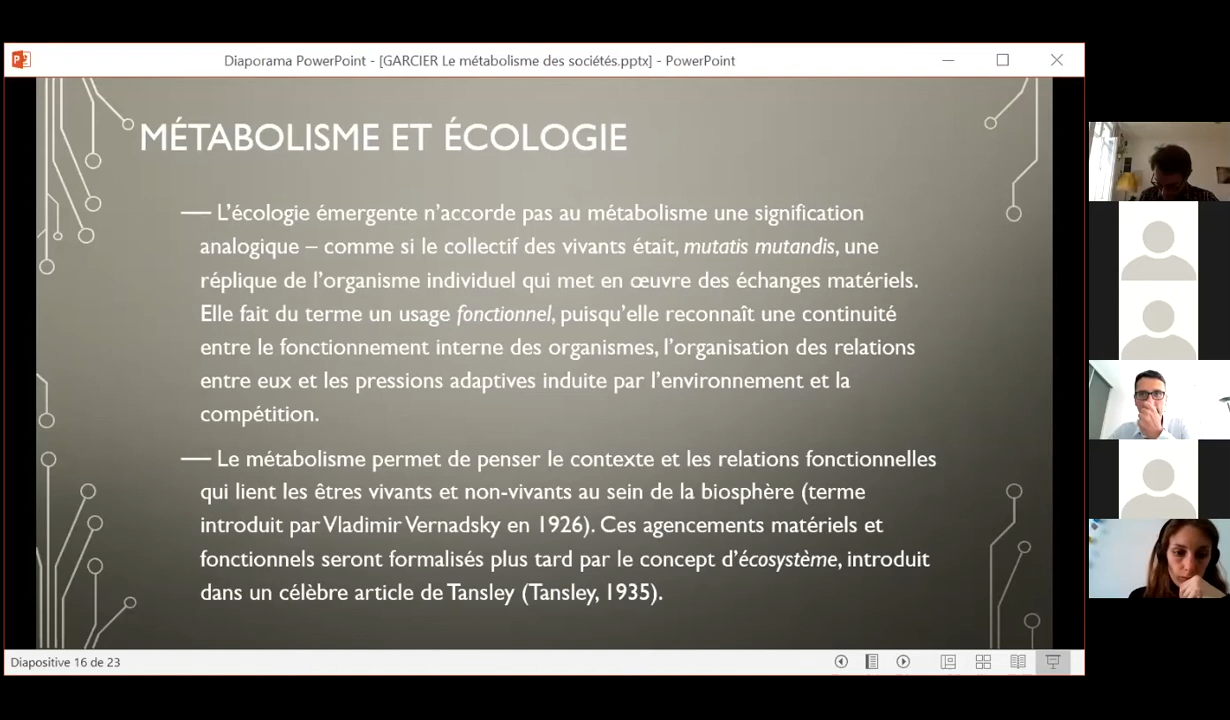 Diaporama PowerPoint - [GARCIER Le métabolisme des sociétés.pptx] - PowerPoint
MÉTABOLISME ET ÉCOLOGIE
— L’écologie émergente n’accorde pas au métabolisme une signification
analogique – comme si le collectif des vivants était, mutatis mutandis, une
réplique de l’organisme individuel qui met en œuvre des échanges matériels.
Elle fait du terme un usage fonctionnel, puisqu’elle reconnaît une continuité
entre le fonctionnement interne des organismes, l’organisation des relations
entre eux et les pressions adaptives induite par l’environnement et la
compétition.
— Le métabolisme permet de penser le contexte et les relations fonctionnelles
qui lient les êtres vivants et non-vivants au sein de la biosphère (terme
introduit par Vladimir Vernadsky en 1926). Ces agencements matériels et
fonctionnels seront formalisés plus tard par le concept d’écosystème, introduit
dans un célèbre article de Tansley (Tansley, 1935).
Diapositive 16 de 23